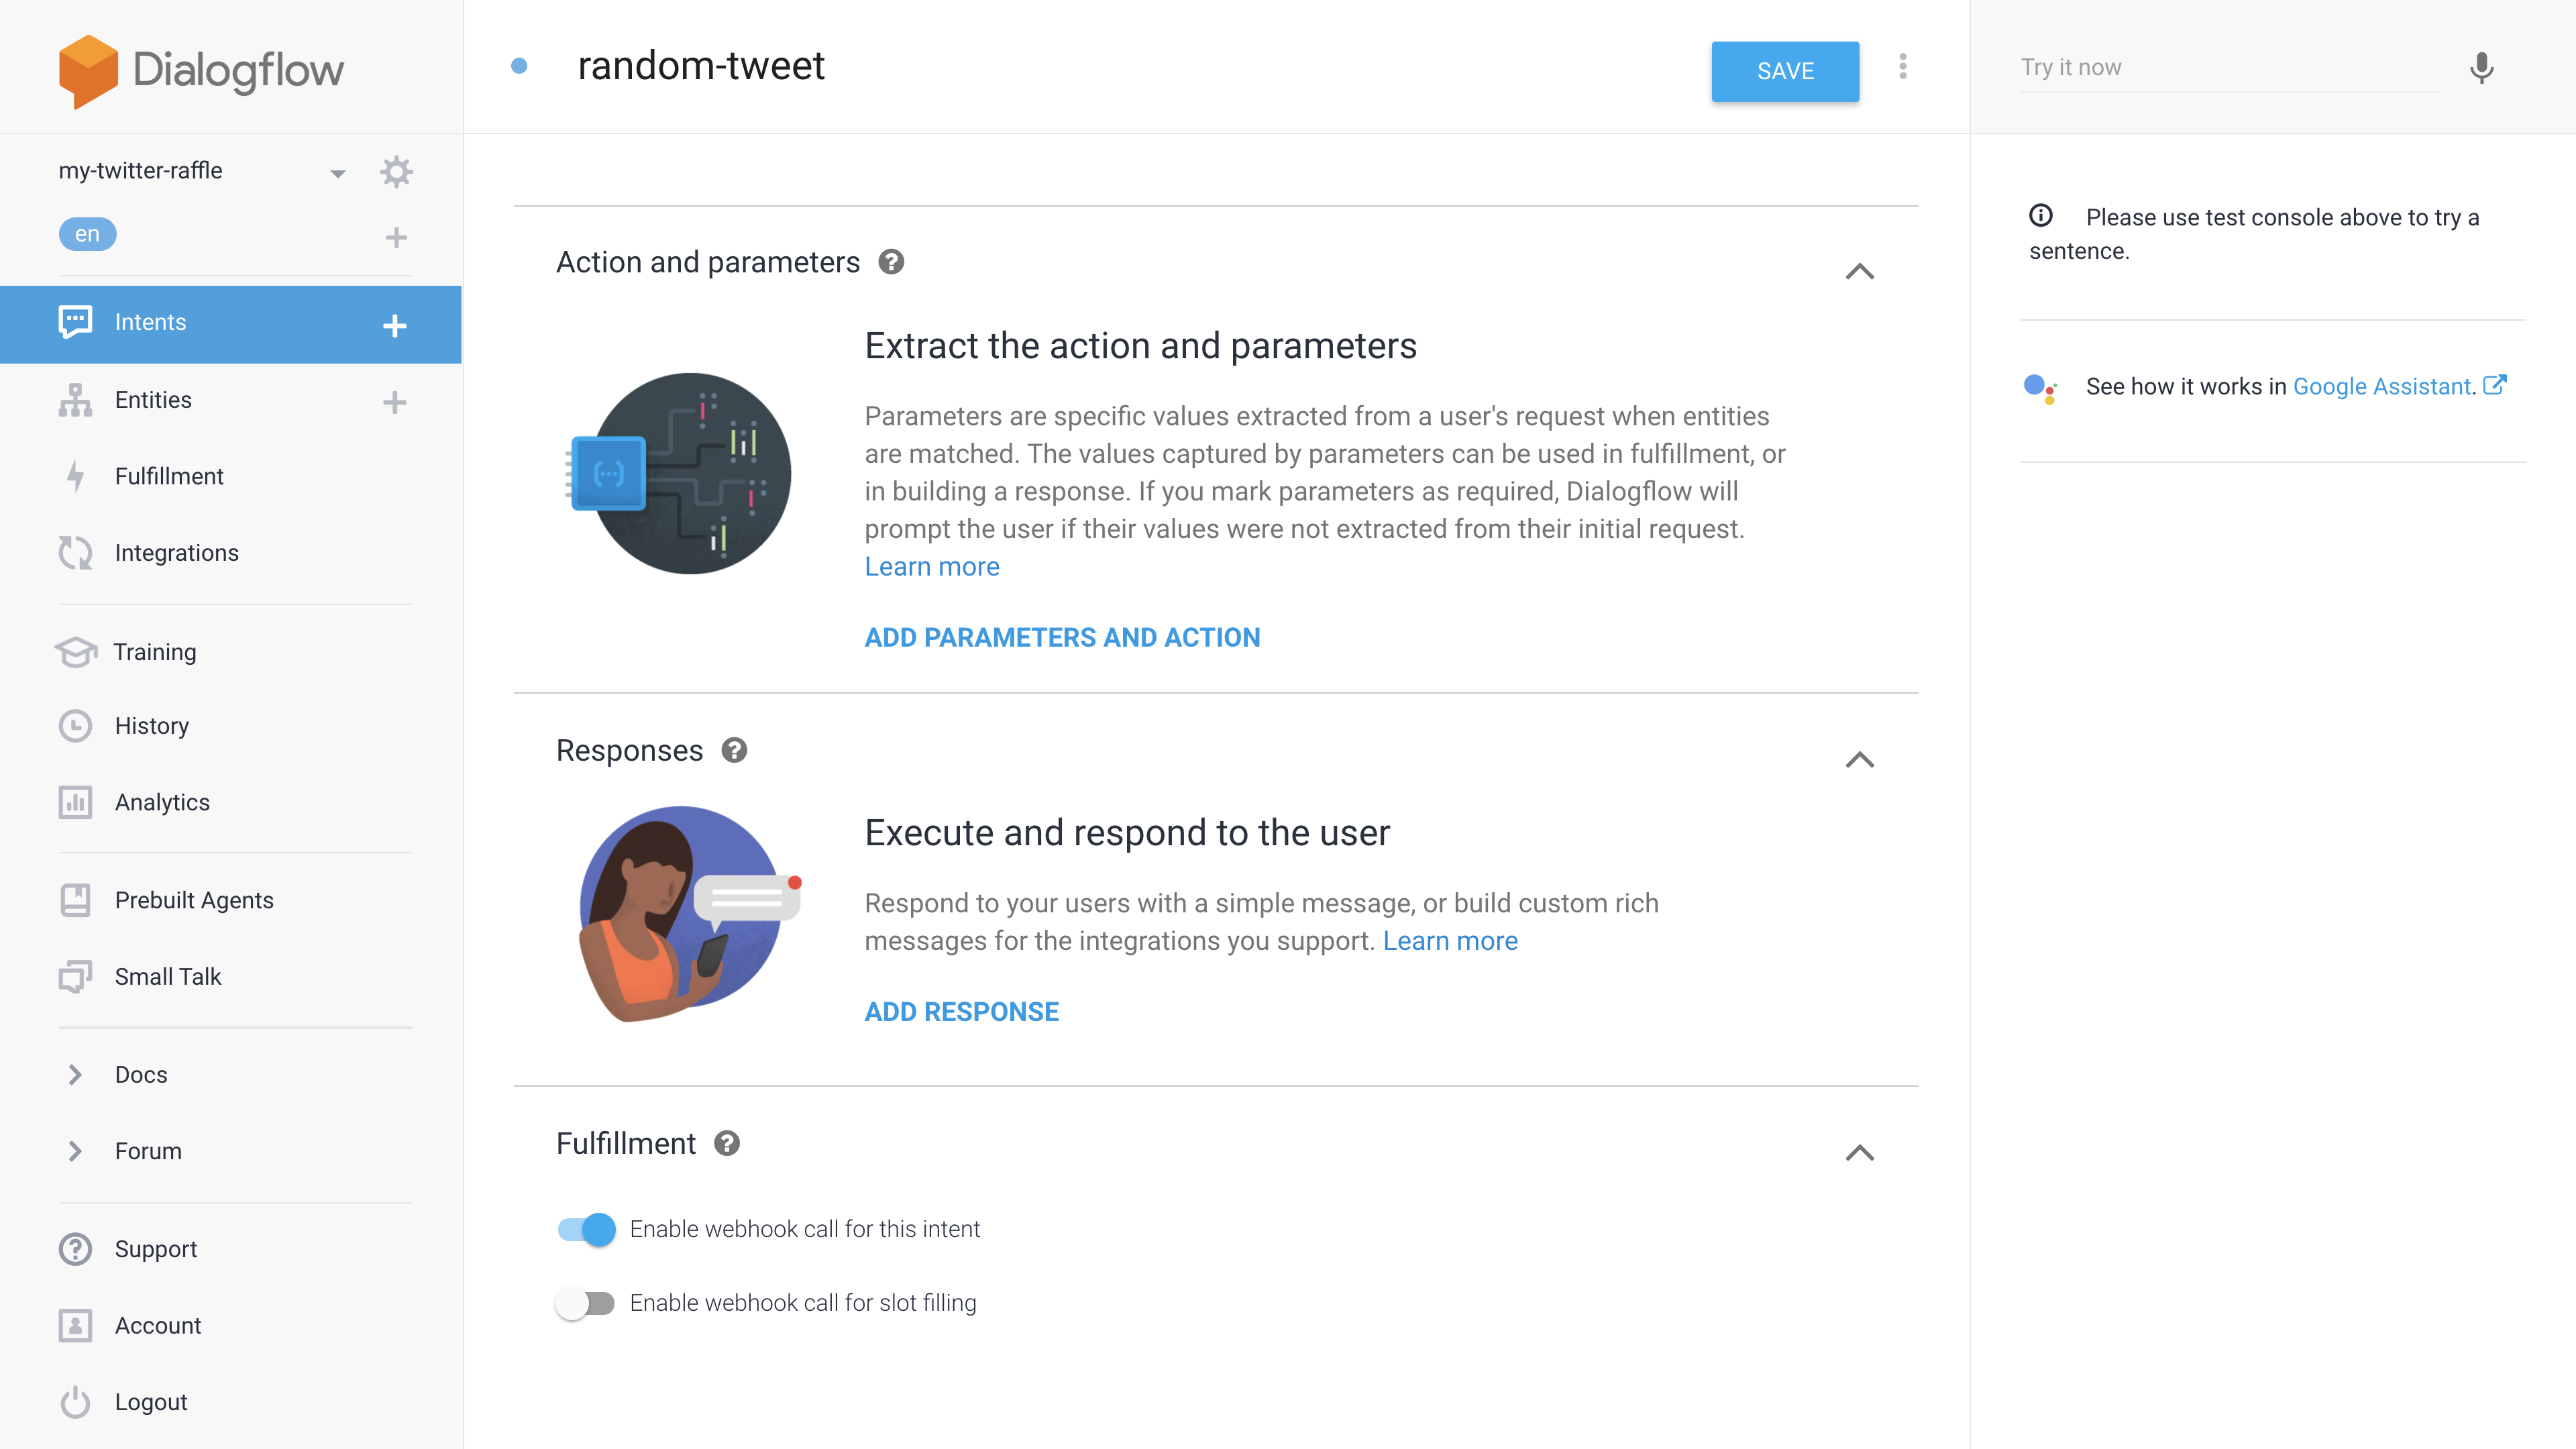 Dialogflow
my-twitter-raffle
en
Intents
Entities
Fulfillment
Integrations
Training
History
Analytics
Prebuilt Agents
Small Talk
Docs
Forum
Support
Account
Logout
random-tweet
SAVE
Action and parameters
Extract the action and parameters
Parameters are specific values extracted from a user's request when entities
are matched. The values captured by parameters can be used in fulfillment, or
in building a response. If you mark parameters as required, Dialogflow will
prompt the user if their values were not extracted from their initial request.
Learn more
ADD PARAMETERS AND ACTION
Responses
Execute and respond to the user
Respond to your users with a simple message, or build custom rich
messages for the integrations you support. Learn more
ADD RESPONSE
Fulfillment
Enable webhook call for this intent
Enable webhook call for slot filling
Try it now
Please use test console above to try a
sentence.
See how it works in Google Assistant.